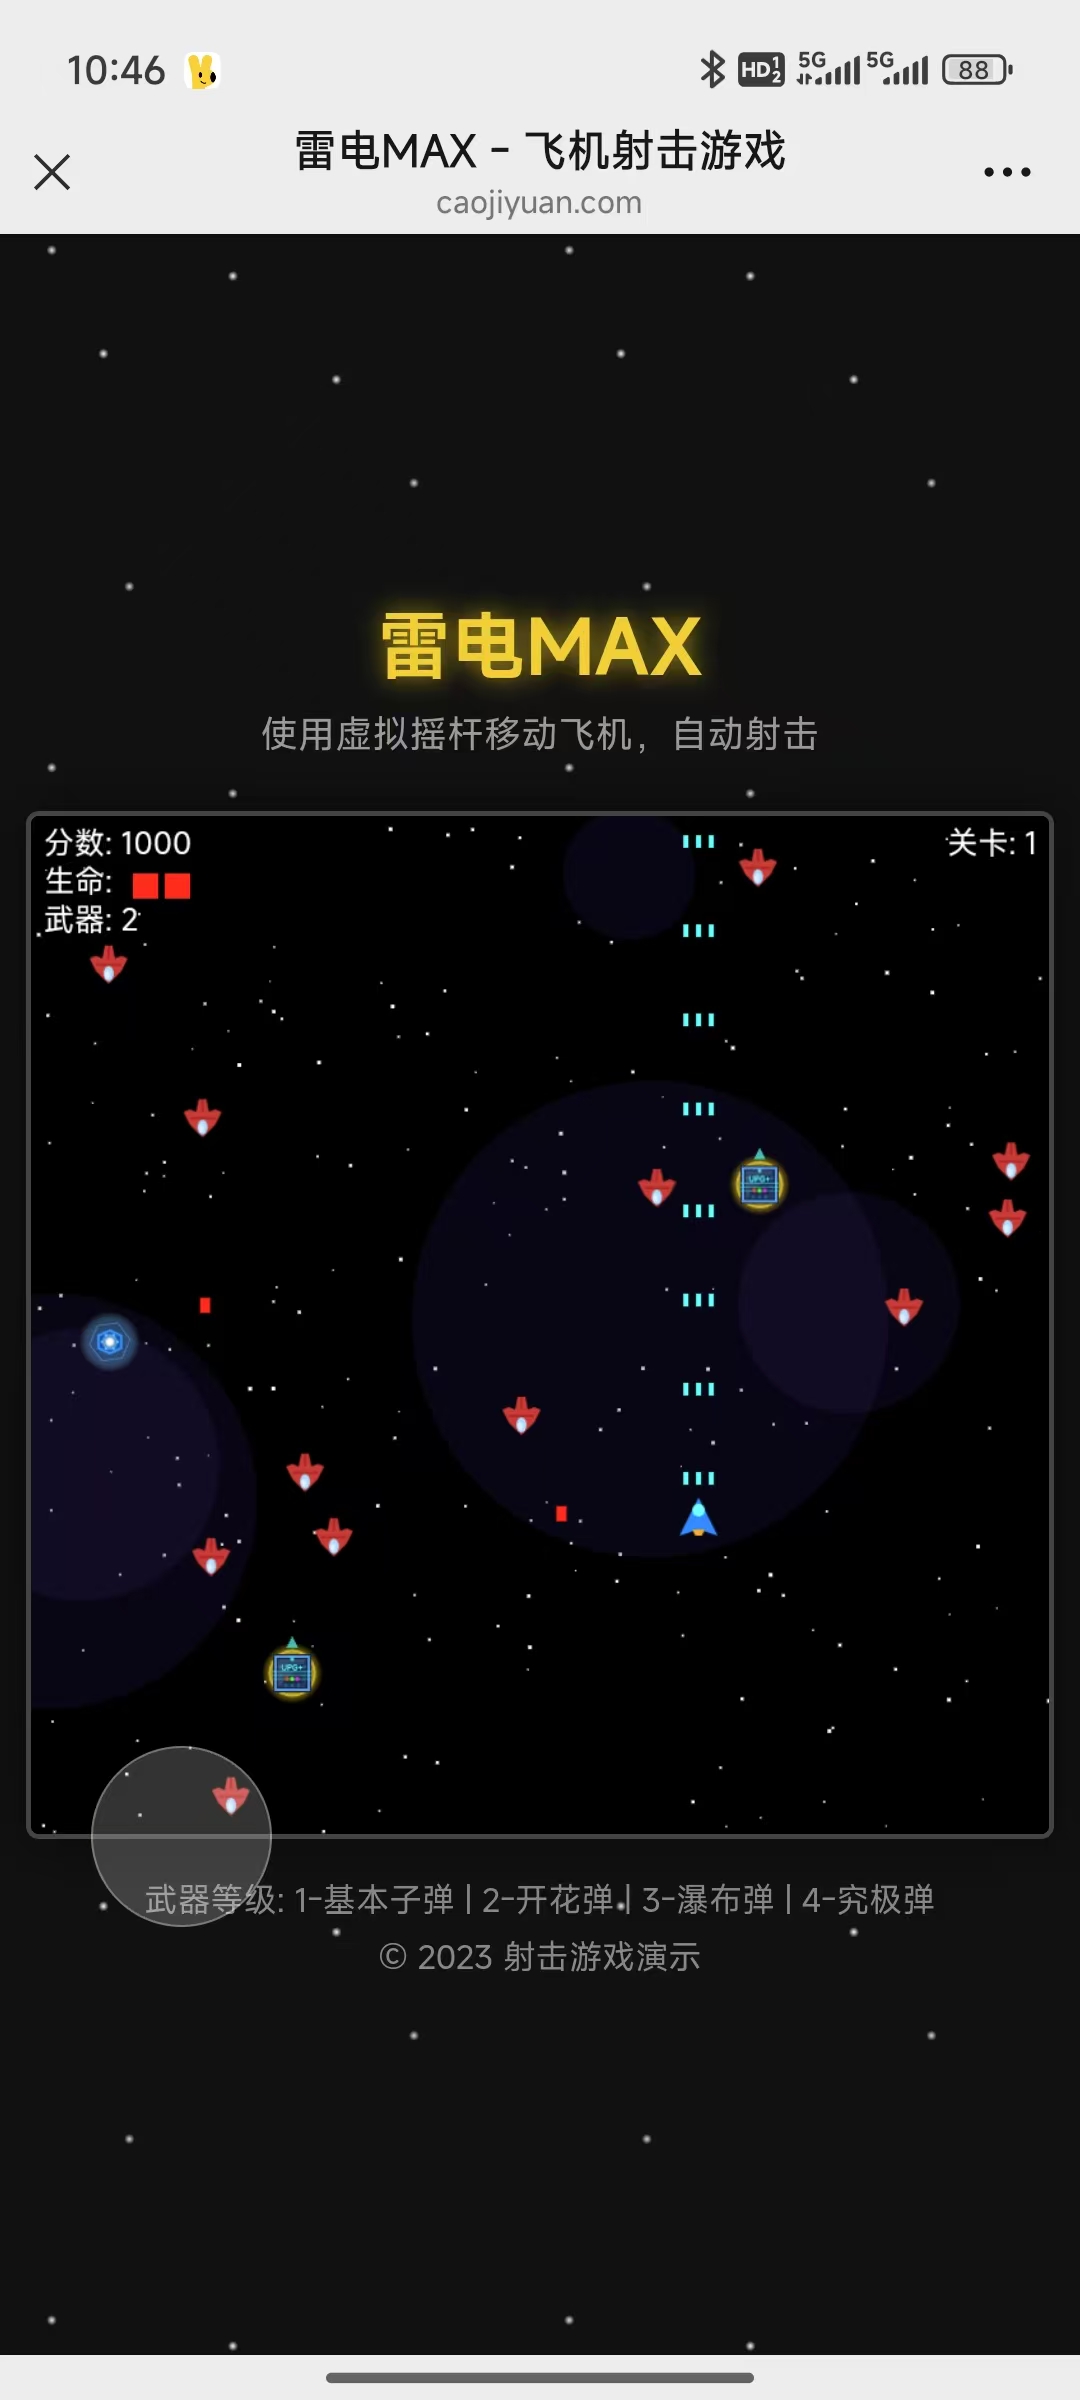 10:46
HD 1 2 5G 5G 88
雷电MAX - 飞机射击游戏
caojiyuan.com
雷电MAX
使用虚拟摇杆移动飞机，自动射击
分数: 1000
关卡: 1
生命:
武器: 2
UPG+
UPG+
武器等级: 1-基本子弹 | 2-开花弹 | 3-瀑布弹 | 4-究极弹
© 2023 射击游戏演示